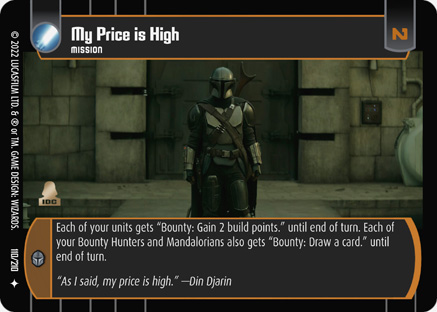 My Price is High
MISSION
N
IDC
Each of your units gets “Bounty: Gain 2 build points.” until end of turn. Each of
your Bounty Hunters and Mandalorians also gets “Bounty: Draw a card.” until
end of turn.
“As I said, my price is high.” —Din Djarin
© 2022 LUCASFILM LTD. & ® or TM. GAME DESIGN: WIZARDS.
110/210